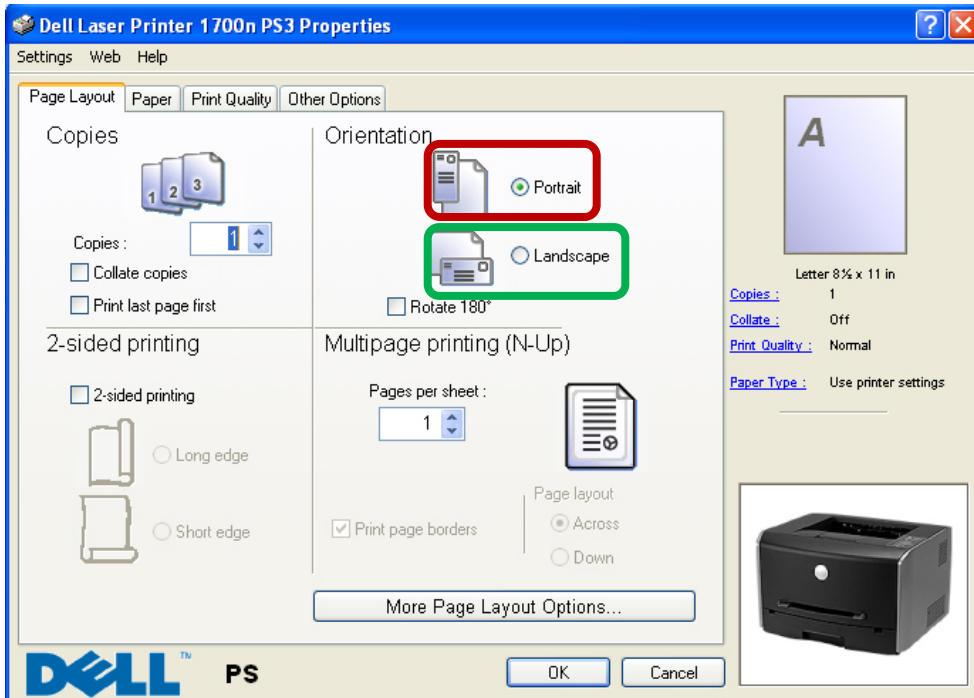 Dell Laser Printer 1700n PS3 Properties
?
X
Settings Web Help
Page Layout Paper Print Quality Other Options
Copies
1 2 3
Copies :
1
Collate copies
Print last page first
Orientation
Portrait
Landscape
Rotate 180°
2-sided printing
2-sided printing
Long edge
Short edge
Multipage printing (N-Up)
Pages per sheet :
1
Print page borders
Page layout
Across
Down
More Page Layout Options...
A
Letter 8½ x 11 in
Copies : 1
Collate : Off
Print Quality : Normal
Paper Type : Use printer settings
DELL™ PS
OK
Cancel